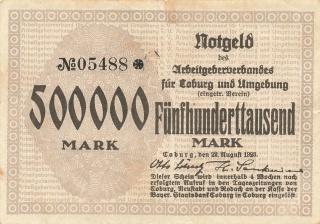 Notgeld
des
Arbeitgeberverbandes
für Coburg und Umgebung
(eingetr. Verein)
№05488
500000
MARK
Fünfhunderttausend
MARK
Coburg, den 22. August 1923.
Dieser Schein wird innerhalb 4 Wochen nach
erfolgtem Aufruf in den Tageszeitungen von
Coburg, Neustadt und Rodach an der Kasse der
Bayer. Staatsbank Coburg in Coburg eingelöst.